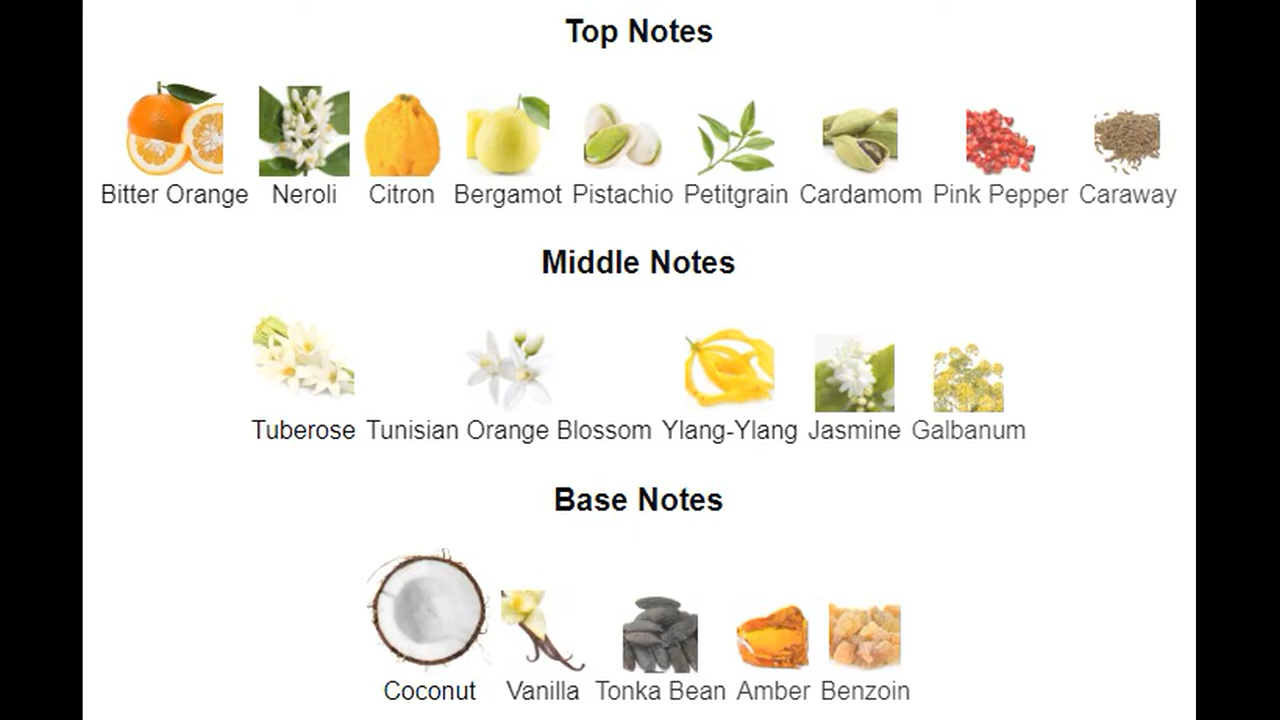 Top Notes
Bitter Orange Neroli Citron Bergamot Pistachio Petitgrain Cardamom Pink Pepper Caraway
Middle Notes
Tuberose Tunisian Orange Blossom Ylang-Ylang Jasmine Galbanum
Base Notes
Coconut Vanilla Tonka Bean Amber Benzoin